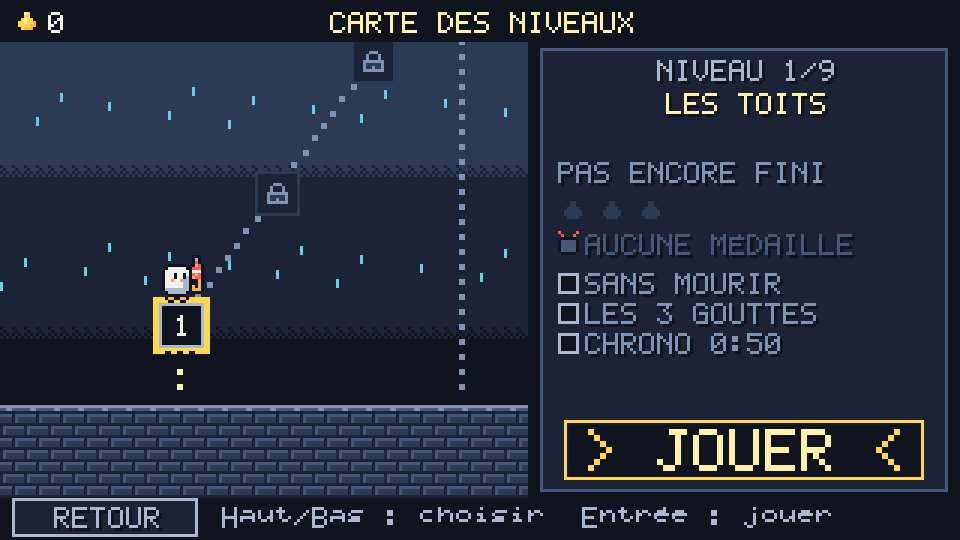 0
CARTE DES NIVEAUX
NIVEAU 1/9
LES TOITS
PAS ENCORE FINI
AUCUNE MÉDAILLE
SANS MOURIR
LES 3 GOUTTES
CHRONO 0:50
1
> JOUER <
RETOUR
Haut/Bas : choisir
Entrée : jouer